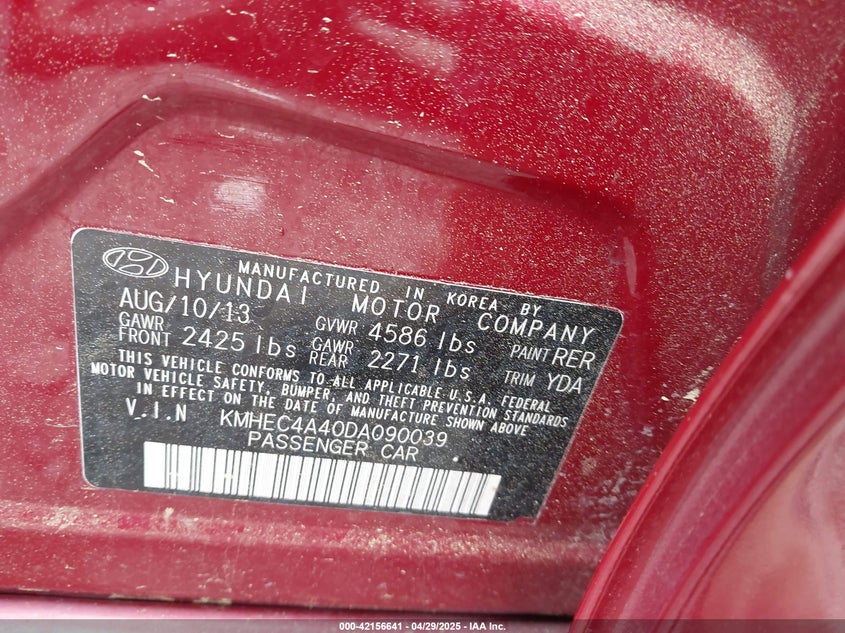 MANUFACTURED IN KOREA BY
HYUNDAI MOTOR COMPANY
AUG/10/13
GAWR FRONT 2425 lbs
GVWR 4586 lbs
GAWR REAR 2271 lbs
PAINT RER
TRIM YDA
THIS VEHICLE CONFORMS TO ALL APPLICABLE U.S.A. FEDERAL
MOTOR VEHICLE SAFETY, BUMPER, AND THEFT PREVENTION STANDARDS
IN EFFECT ON THE DATE OF MANUFACTURE SHOWN ABOVE
V.I.N KMHEC4A40DA090039
PASSENGER CAR
000-42156641 | 04/29/2025 - IAA Inc.